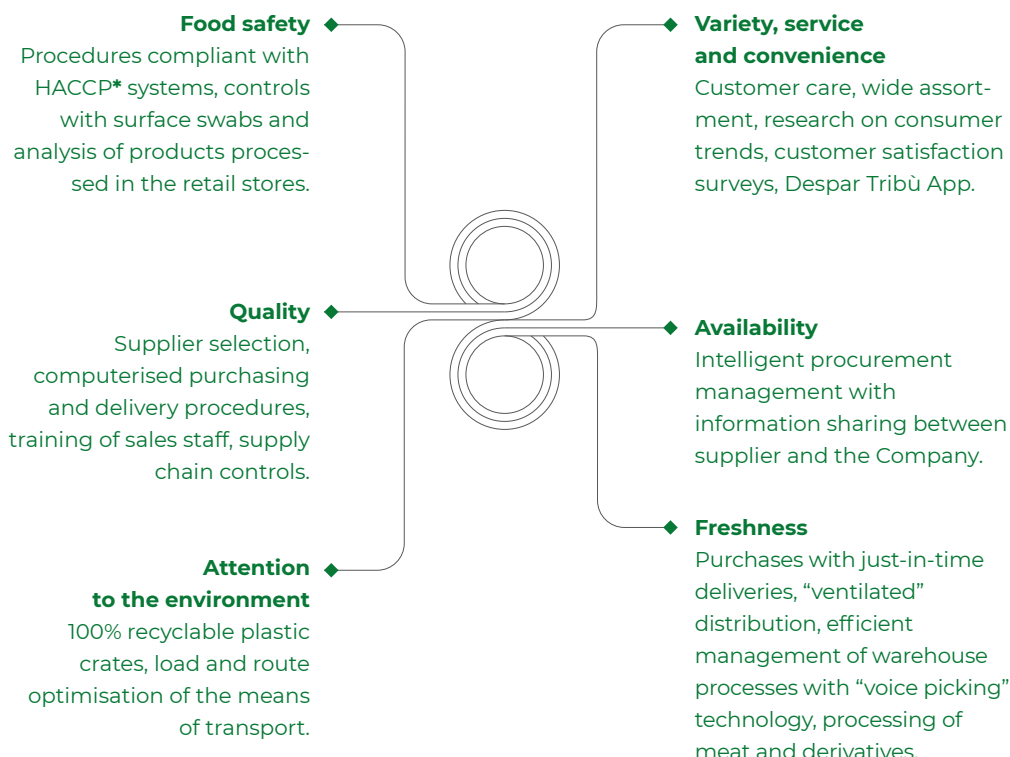 Food safety
Procedures compliant with
HACCP* systems, controls
with surface swabs and
analysis of products proces-
sed in the retail stores.
Quality
Supplier selection,
computerised purchasing
and delivery procedures,
training of sales staff, supply
chain controls.
Attention
to the environment
100% recyclable plastic
crates, load and route
optimisation of the means
of transport.
Variety, service
and convenience
Customer care, wide assort-
ment, research on consumer
trends, customer satisfaction
surveys, Despar Tribù App.
Availability
Intelligent procurement
management with
information sharing between
supplier and the Company.
Freshness
Purchases with just-in-time
deliveries, “ventilated”
distribution, efficient
management of warehouse
processes with “voice picking”
technology, processing of
meat and derivatives.